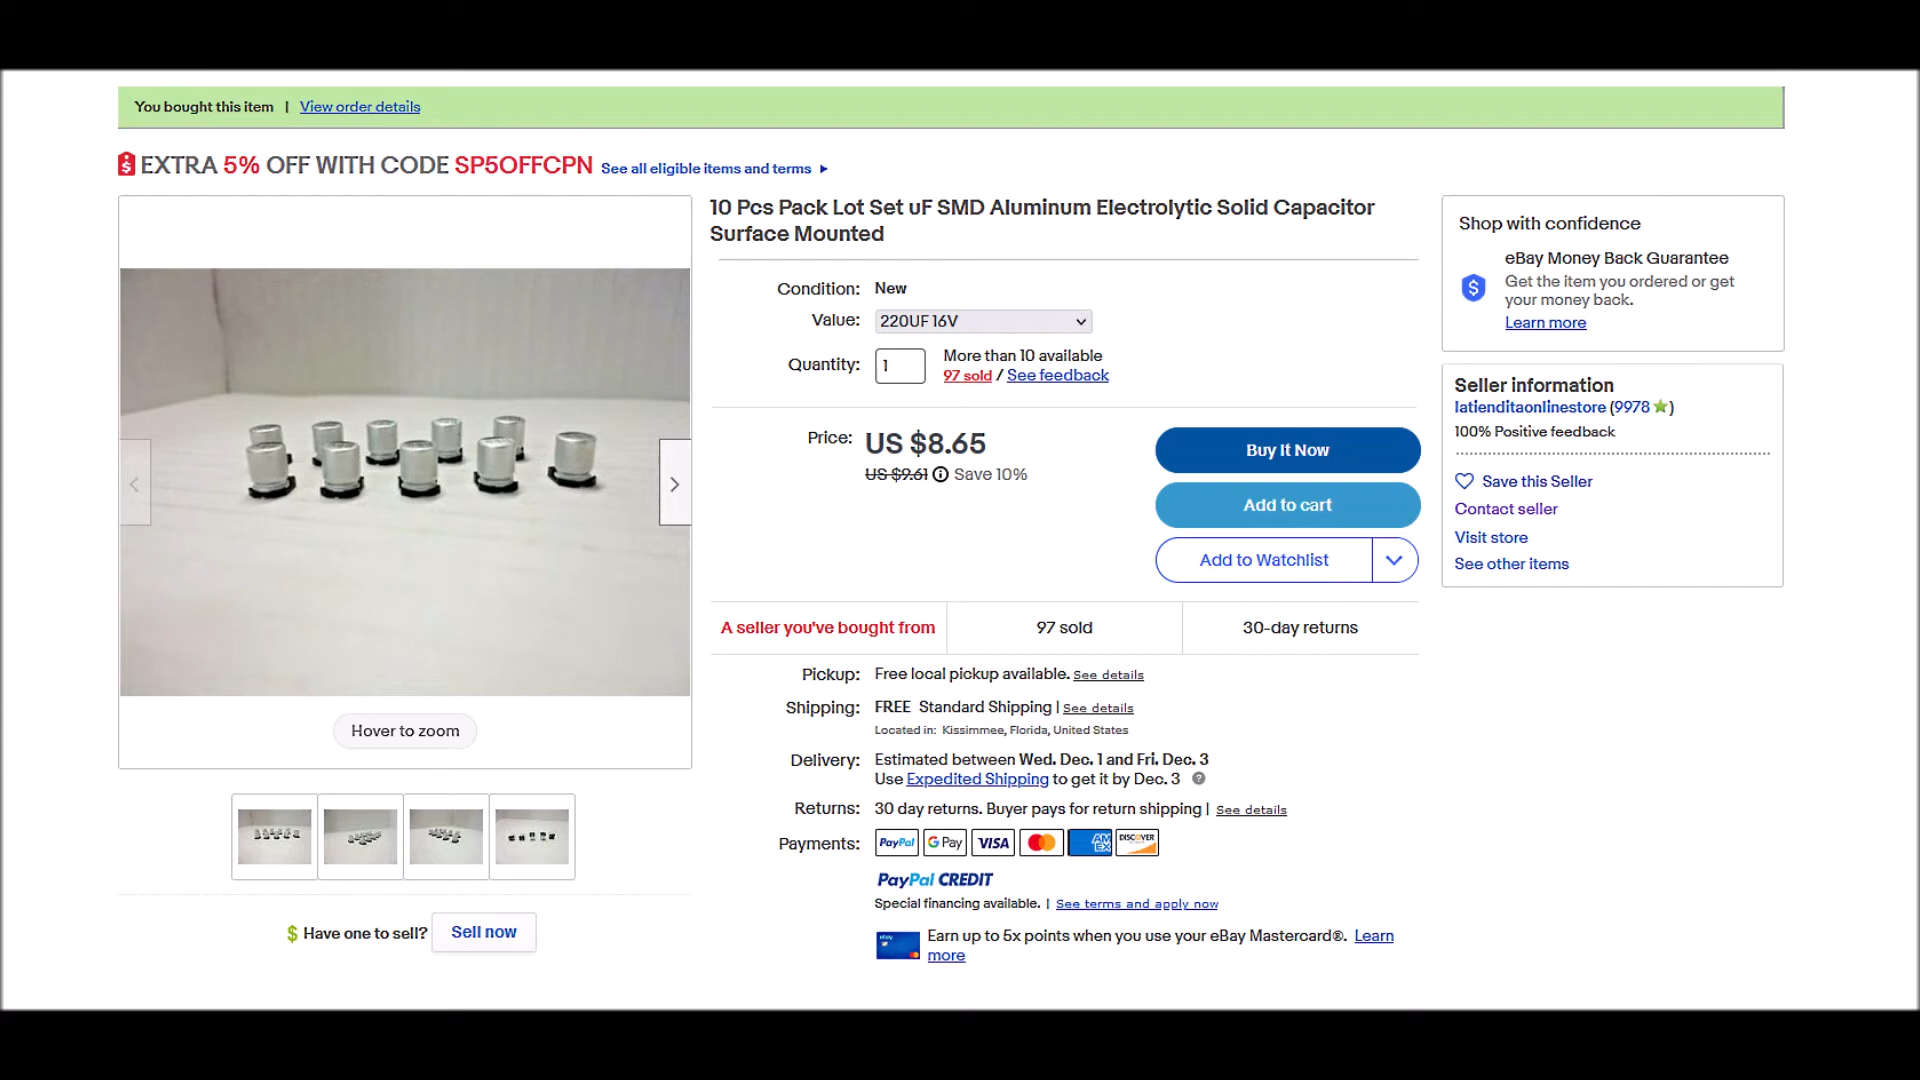 You bought this item | View order details
EXTRA 5% OFF WITH CODE SP5OFFCPN See all eligible items and terms ▸
10 Pcs Pack Lot Set uF SMD Aluminum Electrolytic Solid Capacitor
Surface Mounted
Condition: New
Value: 220UF 16V
Quantity: 1
More than 10 available
97 sold / See feedback
Price: US $8.65
US $9.61 Save 10%
Buy It Now
Add to cart
Add to Watchlist
A seller you've bought from
97 sold
30-day returns
Pickup: Free local pickup available. See details
Shipping: FREE Standard Shipping | See details
Located in: Kissimmee, Florida, United States
Delivery: Estimated between Wed. Dec. 1 and Fri. Dec. 3
Use Expedited Shipping to get it by Dec. 3
Returns: 30 day returns. Buyer pays for return shipping | See details
Payments: PayPal G Pay VISA AMEX DISCOVER
PayPal CREDIT
Special financing available. | See terms and apply now
Earn up to 5x points when you use your eBay Mastercard®. Learn
more
Hover to zoom
$ Have one to sell? Sell now
Shop with confidence
eBay Money Back Guarantee
Get the item you ordered or get
your money back.
Learn more
Seller information
latienditaonlinestore (9978)
100% Positive feedback
Save this Seller
Contact seller
Visit store
See other items